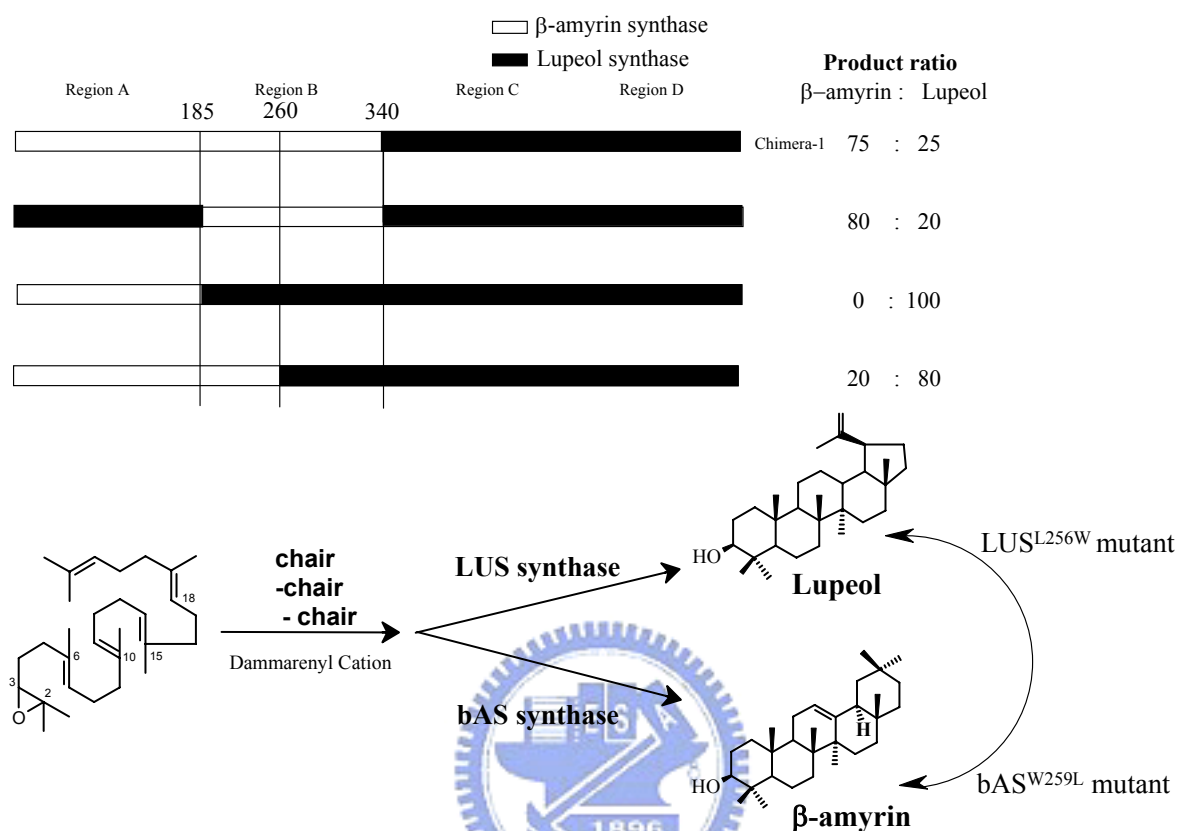 β-amyrin synthase
Lupeol synthase
Product ratio
β-amyrin : Lupeol
Region A
Region B
Region C
Region D
185
260
340
Chimera-1 75 : 25
80 : 20
0 : 100
20 : 80
chair
-chair
- chair
Dammarenyl Cation
LUS synthase
bAS synthase
HO
Lupeol
LUS^L256W mutant
18
6
10
15
3
2
O
H
HO
β-amyrin
bAS^W259L mutant
1896